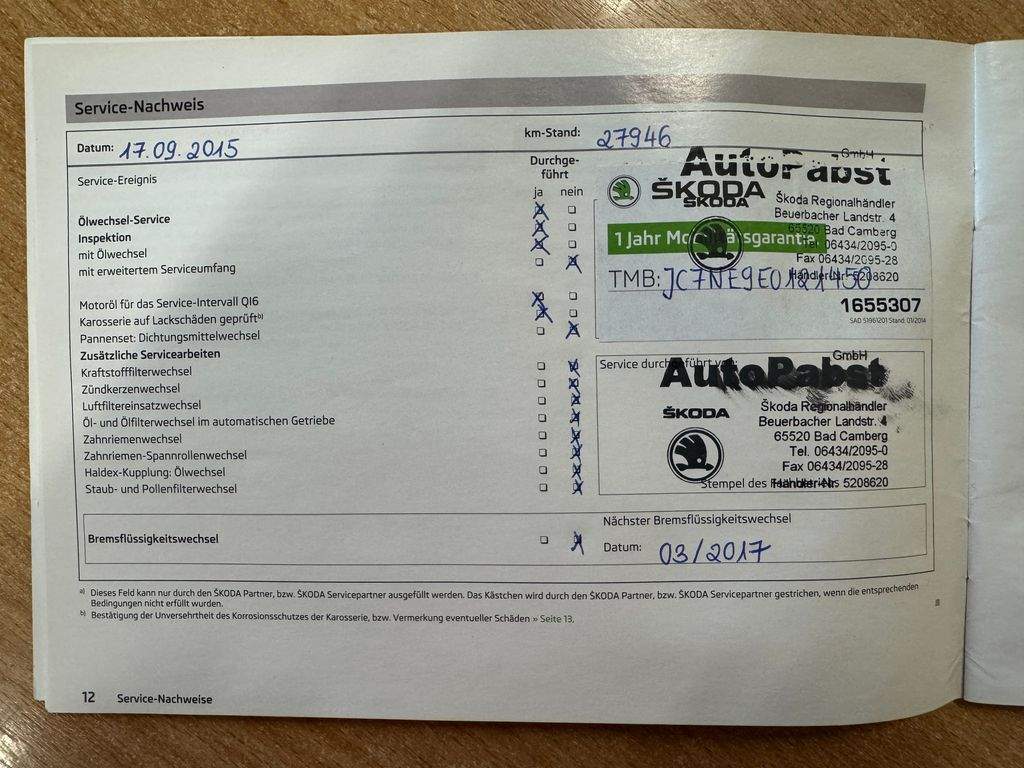 Service-Nachweis
Datum: 17.09.2015
km-Stand: 27946
Service-Ereignis
Durchge-
führt
ja nein
Ölwechsel-Service
Inspektion
mit Ölwechsel
mit erweitertem Serviceumfang
Motoröl für das Service-Intervall QI6
Karosserie auf Lackschäden geprüft b)
Pannenset: Dichtungsmittelwechsel
Zusätzliche Servicearbeiten
Kraftstofffilterwechsel
Zündkerzenwechsel
Luftfiltereinsatzwechsel
Öl- und Ölfilterwechsel im automatischen Getriebe
Zahnriemenwechsel
Zahnriemen-Spannrollenwechsel
Haldex-Kupplung: Ölwechsel
Staub- und Pollenfilterwechsel
AutoPabst GmbH
ŠKODA
ŠKODA
Škoda Regionalhändler
Beuerbacher Landstr. 4
65520 Bad Camberg
1 Jahr Mobilitätsgarantie
Tel. 06434/2095-0
Fax 06434/2095-28
TMB: JC7NE9E0121450
Händler-Nr. 5208620
1655307
SAD 51961201 Stand: 01/2014
Service durchgeführt von:
GmbH
AutoPabst
ŠKODA
Škoda Regionalhändler
Beuerbacher Landstr. 4
65520 Bad Camberg
Tel. 06434/2095-0
Fax 06434/2095-28
Händler-Nr. 5208620
Stempel des
Bremsflüssigkeitswechsel
Nächster Bremsflüssigkeitswechsel
Datum: 03/2017
a) Dieses Feld kann nur durch den ŠKODA Partner, bzw. ŠKODA Servicepartner ausgefüllt werden. Das Kästchen wird durch den ŠKODA Partner, bzw. ŠKODA Servicepartner gestrichen, wenn die entsprechenden
Bedingungen nicht erfüllt wurden.
b) Bestätigung der Unversehrtheit des Korrosionsschutzes der Karosserie, bzw. Vermerkung eventueller Schäden » Seite 13.
12 Service-Nachweise